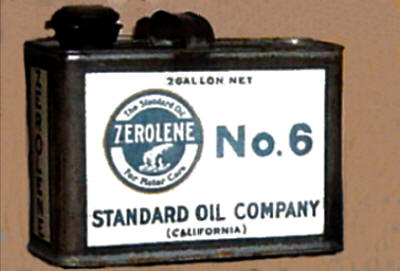 2 GALLON NET
The Standard Oil
ZEROLENE
For Motor Cars
No. 6
STANDARD OIL COMPANY
(CALIFORNIA)